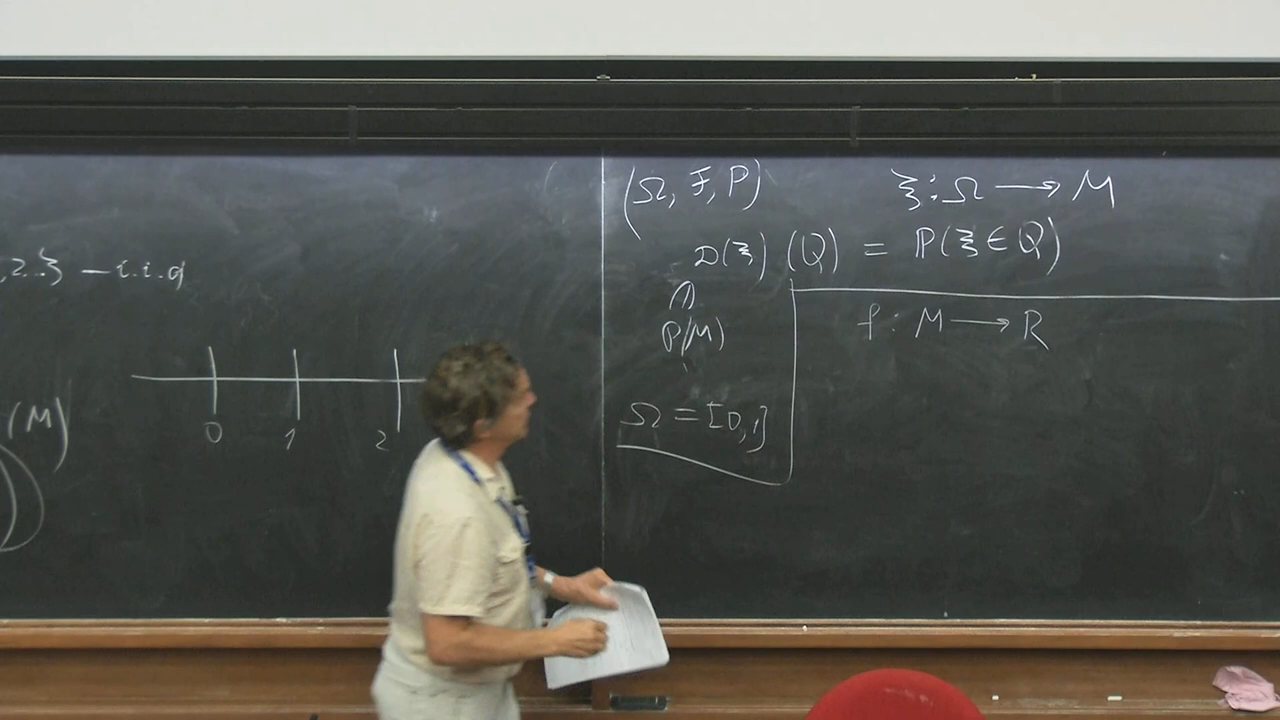 ,2..} – i.i.d
(M)
0 1 2
(Ω, F, P) ξ : Ω ⟶ M
D(ξ) (Q) = P(ξ ∈ Q)
∩
P(M)
Ω = [0,1]
f : M ⟶ R